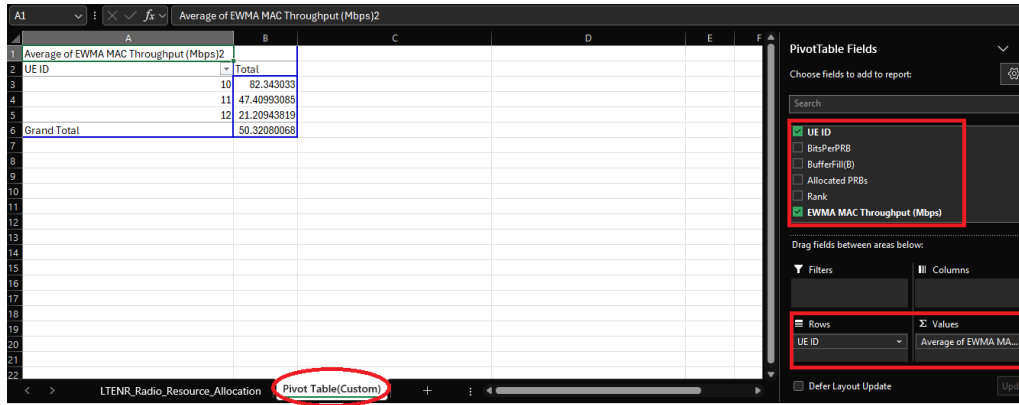 A1 fx Average of EWMA MAC Throughput (Mbps)2
A B C D E F
1 Average of EWMA MAC Throughput (Mbps)2
2 UE ID Total
3 10 82.343033
4 11 47.40993085
5 12 21.20943819
6 Grand Total 50.32080068
7
8
9
10
11
12
13
14
15
16
17
18
19
20
21
22
LTENR_Radio_Resource_Allocation Pivot Table(Custom) +
PivotTable Fields
Choose fields to add to report:
Search
UE ID
BitsPerPRB
BufferFill(B)
Allocated PRBs
Rank
EWMA MAC Throughput (Mbps)
Drag fields between areas below:
Filters Columns
Rows Σ Values
UE ID Average of EWMA MA...
Defer Layout Update Upd